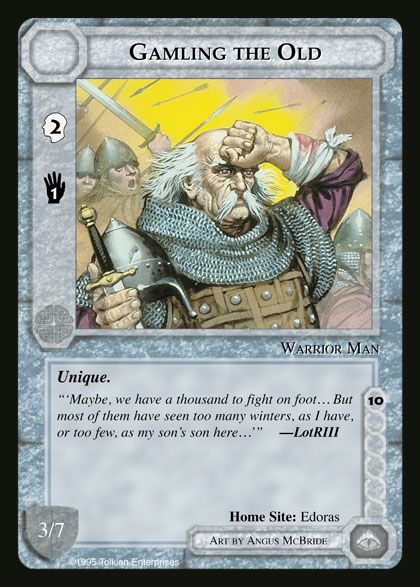 GAMLING THE OLD
2
1
WARRIOR MAN
Unique.
“‘Maybe, we have a thousand to fight on foot… But
most of them have seen too many winters, as I have,
or too few, as my son's son here…’” —LotRIII
10
Home Site: Edoras
3/7
ART BY ANGUS MCBRIDE
©1995 Tolkien Enterprises